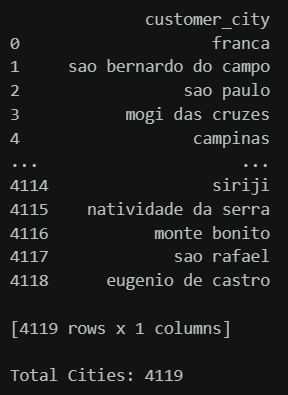 customer_city
0 franca
1 sao bernardo do campo
2 sao paulo
3 mogi das cruzes
4 campinas
... ...
4114 siriji
4115 natividade da serra
4116 monte bonito
4117 sao rafael
4118 eugenio de castro
[4119 rows x 1 columns]
Total Cities: 4119